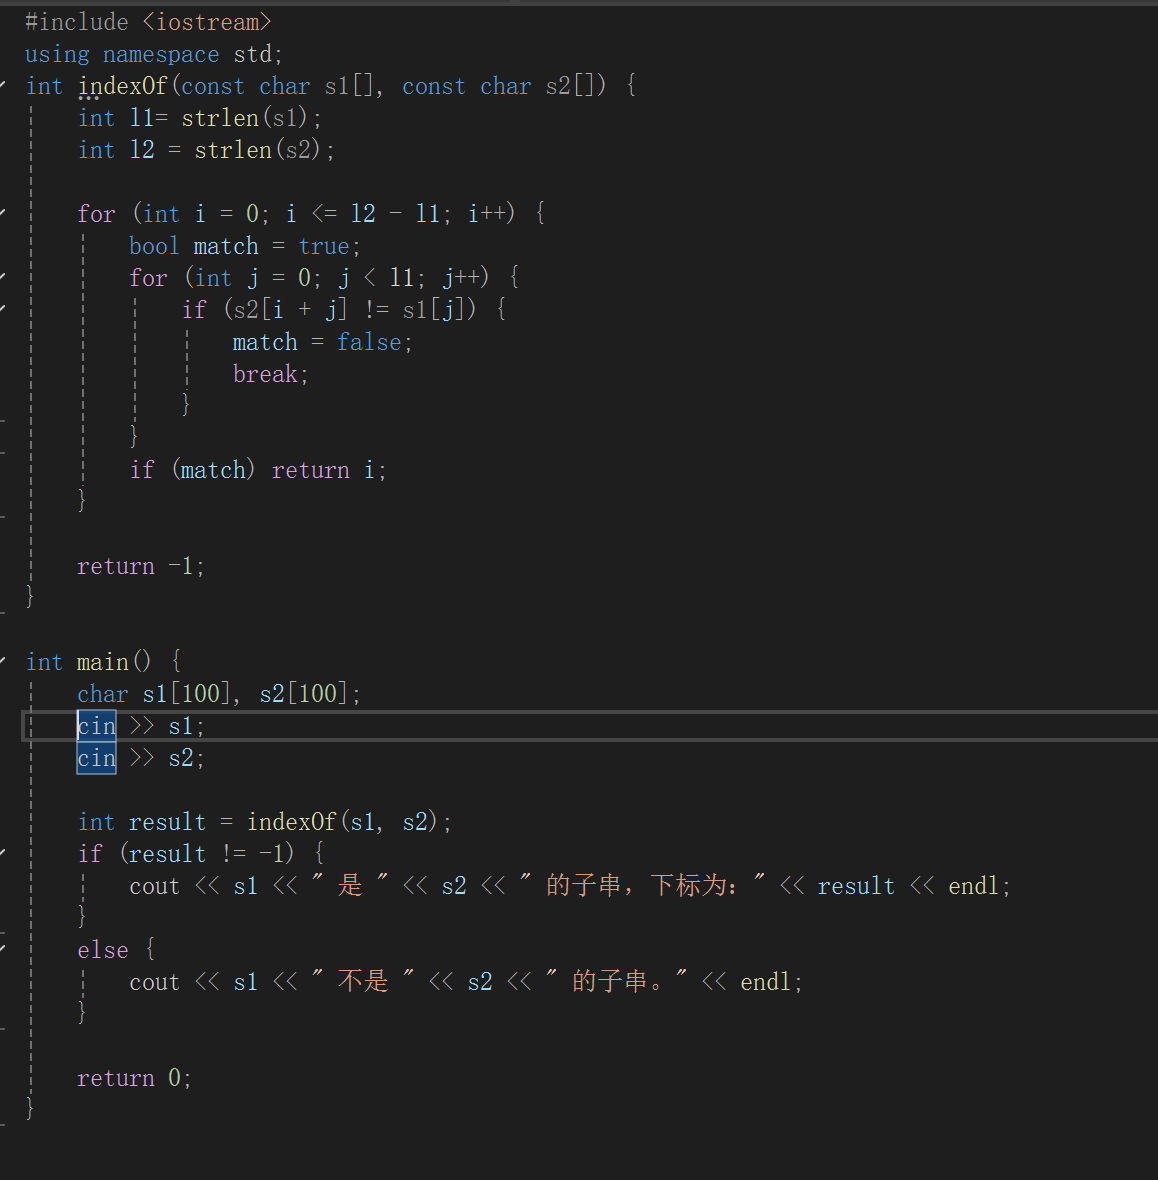 #include <iostream>
using namespace std;
int indexOf(const char s1[], const char s2[]) {
    int l1= strlen(s1);
    int l2 = strlen(s2);

    for (int i = 0; i <= l2 - l1; i++) {
        bool match = true;
        for (int j = 0; j < l1; j++) {
            if (s2[i + j] != s1[j]) {
                match = false;
                break;
            }
        }
        if (match) return i;
    }

    return -1;
}

int main() {
    char s1[100], s2[100];
    cin >> s1;
    cin >> s2;

    int result = indexOf(s1, s2);
    if (result != -1) {
        cout << s1 << " 是 " << s2 << " 的子串，下标为：" << result << endl;
    }
    else {
        cout << s1 << " 不是 " << s2 << " 的子串。" << endl;
    }

    return 0;
}